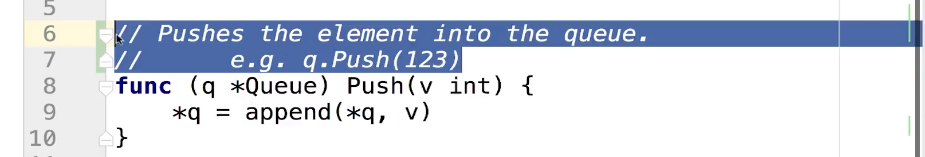 5
6 // Pushes the element into the queue.
7 //      e.g. q.Push(123)
8 func (q *Queue) Push(v int) {
9     *q = append(*q, v)
10 }